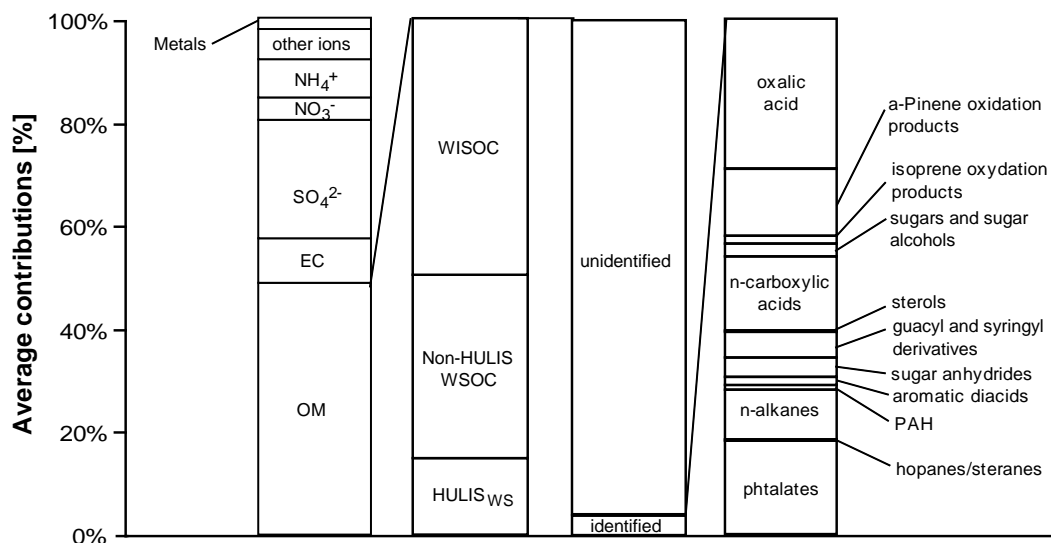 Average contributions [%]
100%
80%
60%
40%
20%
0%
Metals
other ions
NH4+
NO3-
SO42-
EC
OM
WISOC
Non-HULIS
WSOC
HULISWS
unidentified
identified
oxalic
acid
n-carboxylic
acids
n-alkanes
phtalates
a-Pinene oxidation
products
isoprene oxydation
products
sugars and sugar
alcohols
sterols
guacyl and syringyl
derivatives
sugar anhydrides
aromatic diacids
PAH
hopanes/steranes